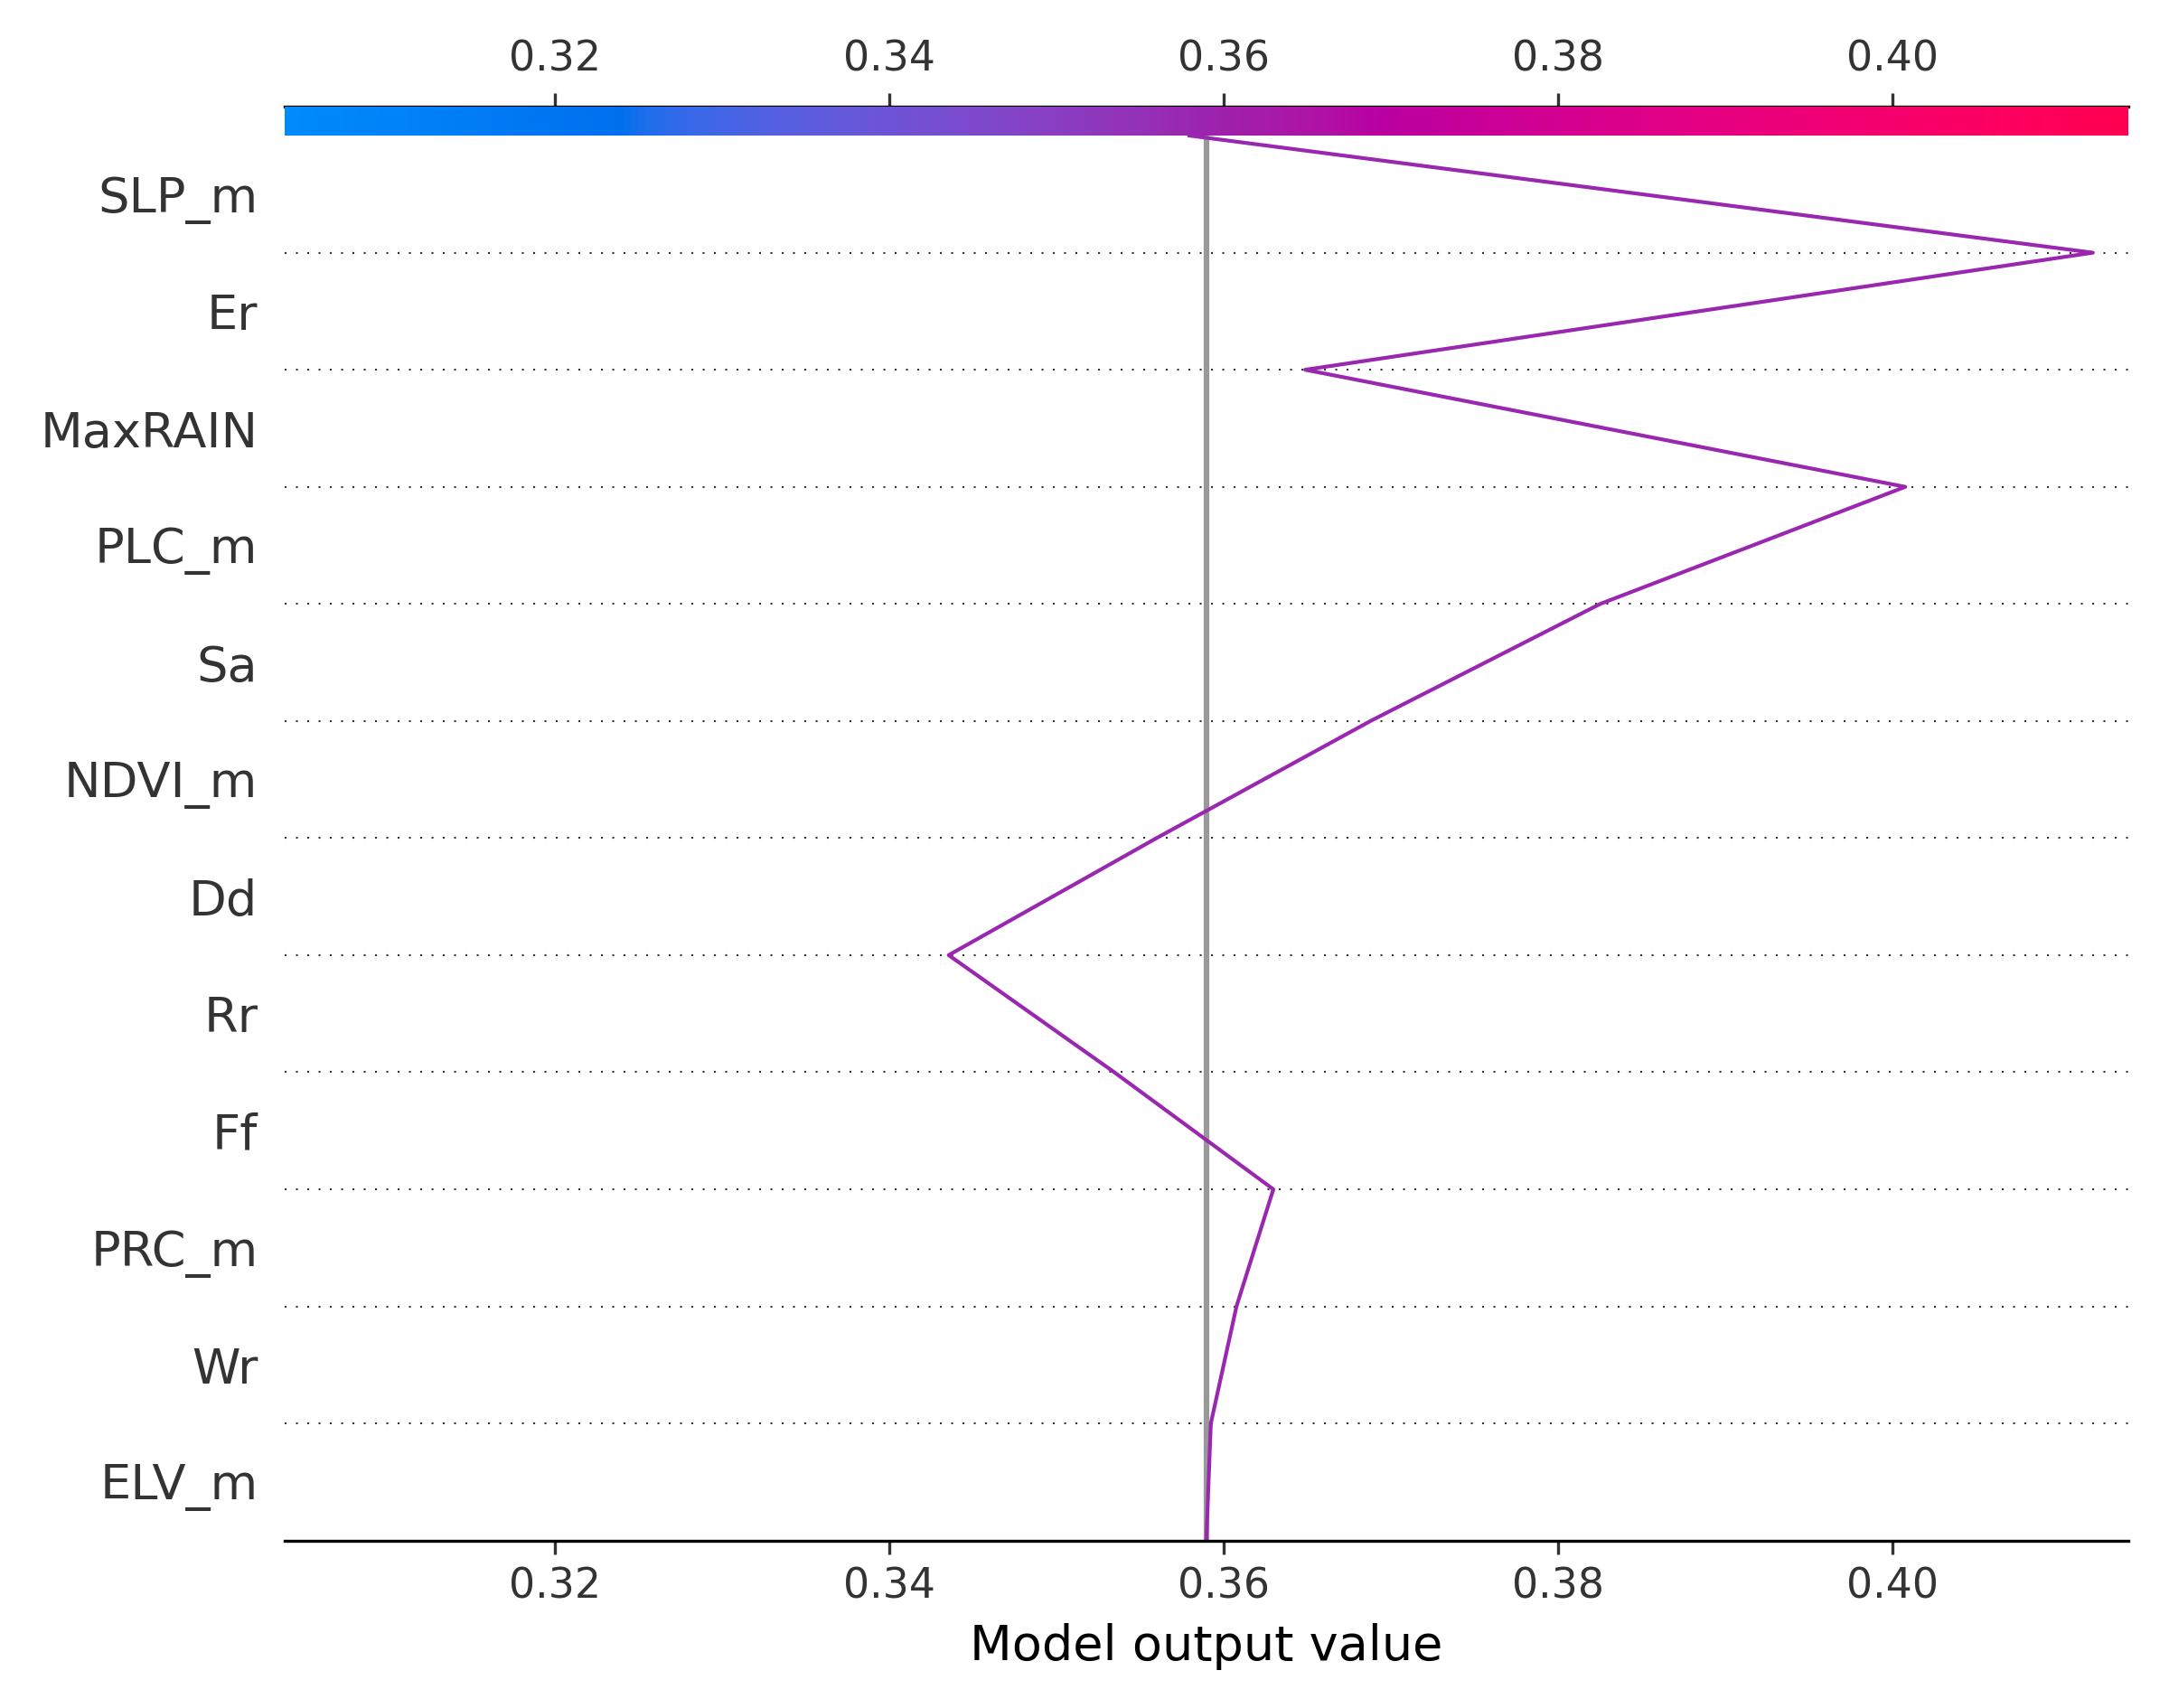 0.32 0.34 0.36 0.38 0.40
SLP_m
Er
MaxRAIN
PLC_m
Sa
NDVI_m
Dd
Rr
Ff
PRC_m
Wr
ELV_m
0.32 0.34 0.36 0.38 0.40
Model output value